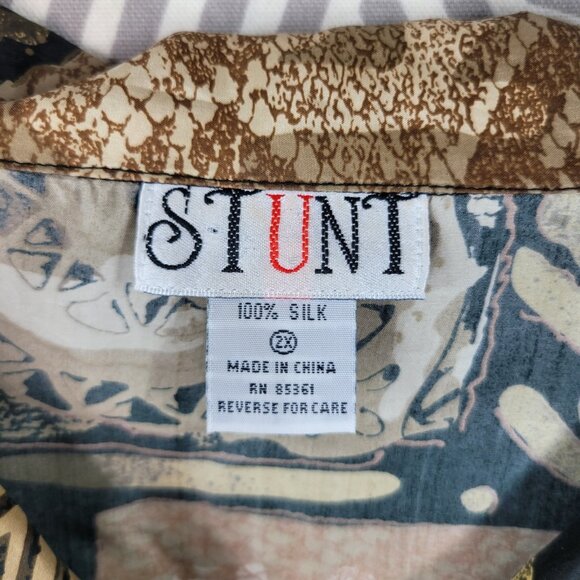 STUNT
100% SILK
2X
MADE IN CHINA
RN 85361
REVERSE FOR CARE